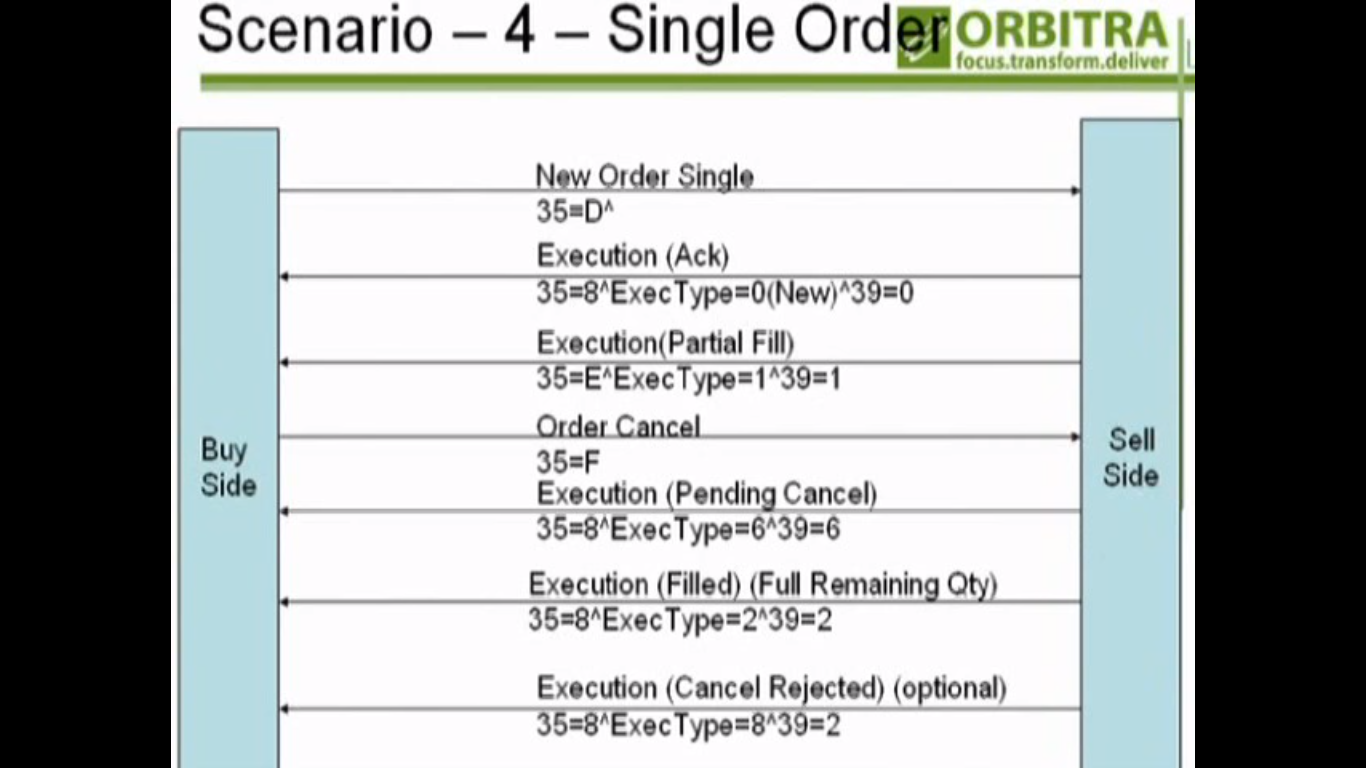 Scenario – 4 – Single Order
ORBITRA
focus.transform.deliver
New Order Single
35=D^
Execution (Ack)
35=8^ExecType=0(New)^39=0
Execution(Partial Fill)
35=E^ExecType=1^39=1
Order Cancel
35=F
Buy
Side
Sell
Side
Execution (Pending Cancel)
35=8^ExecType=6^39=6
Execution (Filled) (Full Remaining Qty)
35=8^ExecType=2^39=2
Execution (Cancel Rejected) (optional)
35=8^ExecType=8^39=2